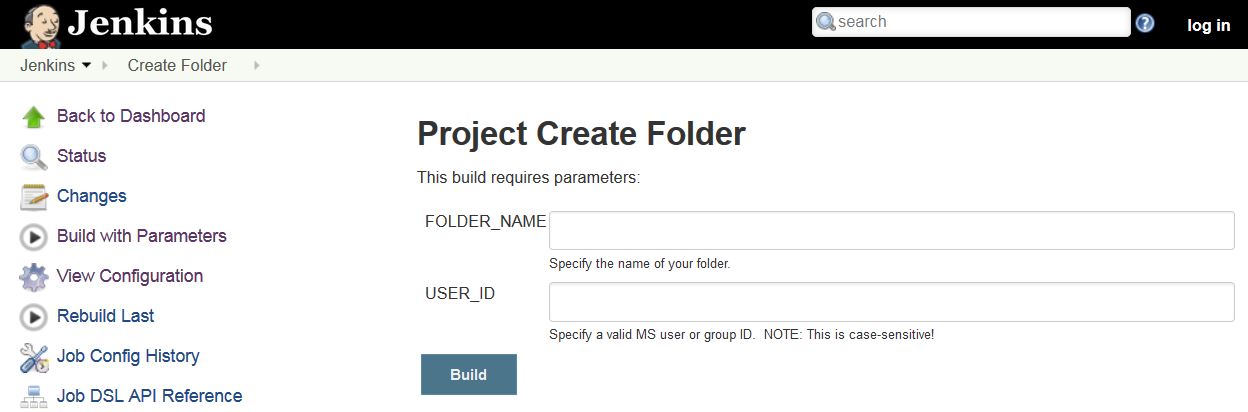 Jenkins
search
log in
Jenkins
Create Folder
Back to Dashboard
Status
Changes
Build with Parameters
View Configuration
Rebuild Last
Job Config History
Job DSL API Reference
Project Create Folder
This build requires parameters:
FOLDER_NAME
Specify the name of your folder.
USER_ID
Specify a valid MS user or group ID.  NOTE: This is case-sensitive!
Build